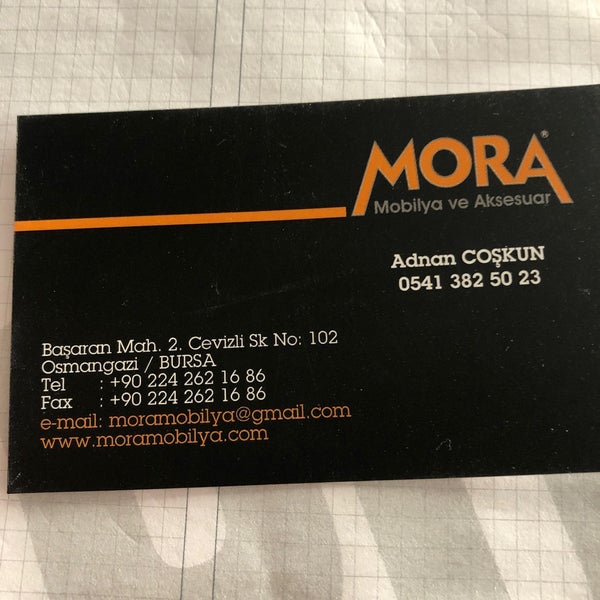 MORA®
Mobilya ve Aksesuar
Adnan COŞKUN
0541 382 50 23
Başaran Mah. 2. Cevizli Sk No: 102
Osmangazi / BURSA
Tel : +90 224 262 16 86
Fax : +90 224 262 16 86
e-mail: moramobilya@gmail.com
www.moramobilya.com